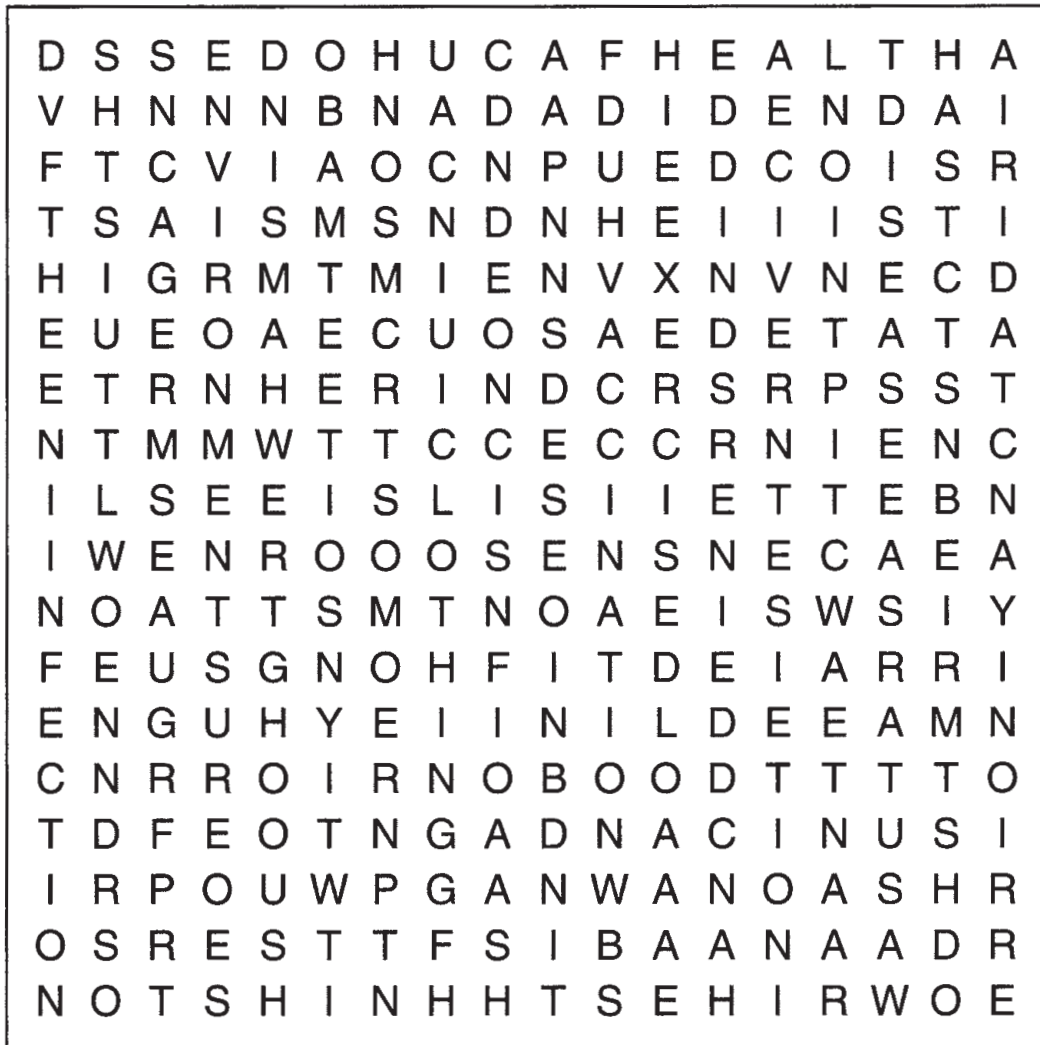 D S S E D O H U C A F H E A L T H A
V H N N N B N A D A D I D E N D A I
F T C V I A O C N P U E D C O I S R
T S A I S M S N D N H E I I I S T I
H I G R M T M I E N V X N V N E C D
E U E O A E C U O S A E D E T A T A
E T R N H E R I N D C R S R P S S T
N T M M W T T C C E C C R N I E N C
I L S E E I S L I S I I E T T E B N
I W E N R O O O S E N S N E C A E A
N O A T T S M T N O A E I S W S I Y
F E U S G N O H F I T D E I A R R I
E N G U H Y E I I N I L D E E A M N
C N R R O I R N O B O O D T T T T O
T D F E O T N G A D N A C I N U S I
I R P O U W P G A N W A N O A S H R
O S R E S T T F S I B A A N A A D R
N O T S H I N H H T S E H I R W O E